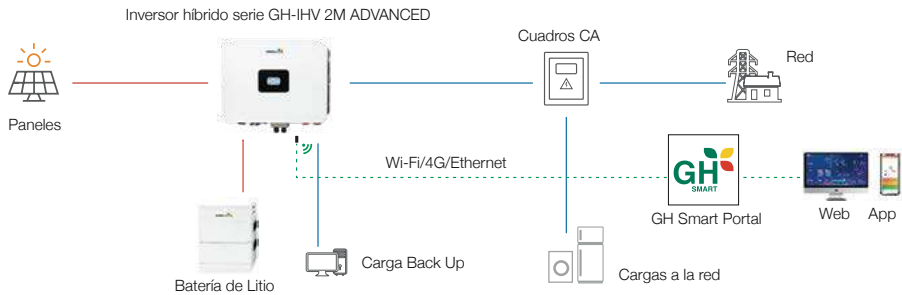 Inversor híbrido serie GH-IHV 2M ADVANCED
Cuadros CA
Red
Paneles
Wi-Fi/4G/Ethernet
GH
SMART
GH Smart Portal
Web
App
Carga Back Up
Cargas a la red
Batería de Litio